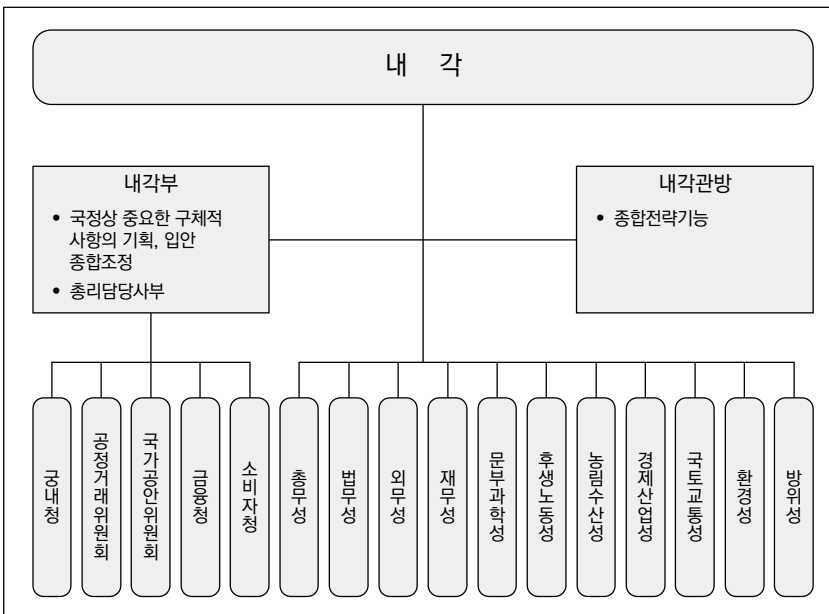 내 각
내각부
• 국정상 중요한 구체적
사항의 기획, 입안
종합조정
• 총리담당사부
내각관방
• 종합전략기능
궁내청
공정거래위원회
국가공안위원회
금융청
소비자청
총무성
법무성
외무성
재무성
문부과학성
후생노동성
농림수산성
경제산업성
국토교통성
환경성
방위성